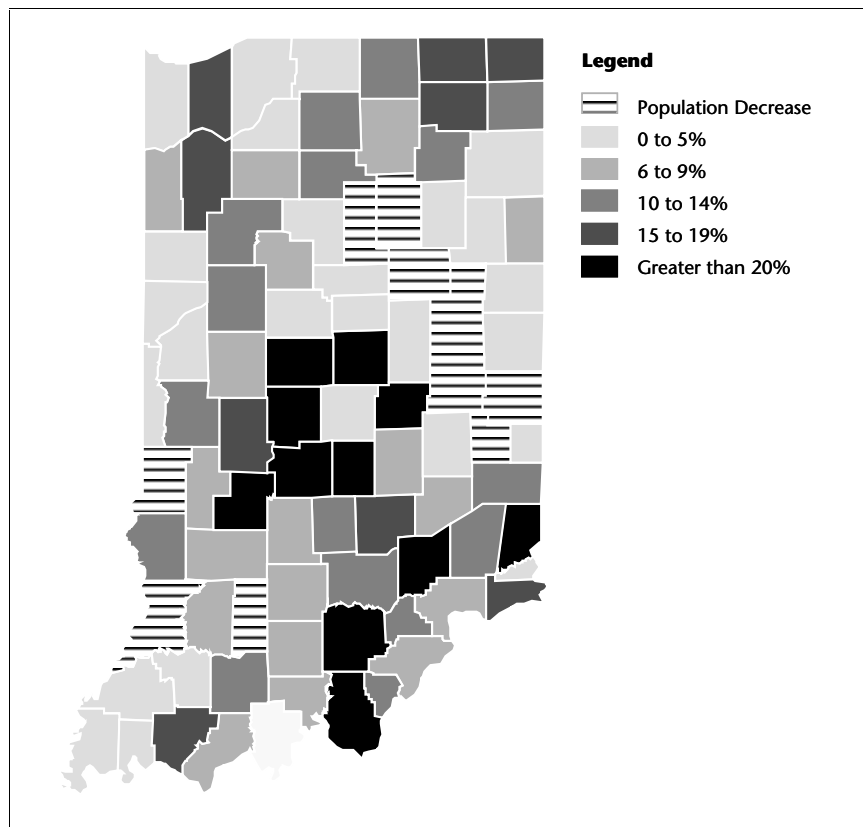 Legend
Population Decrease
0 to 5%
6 to 9%
10 to 14%
15 to 19%
Greater than 20%